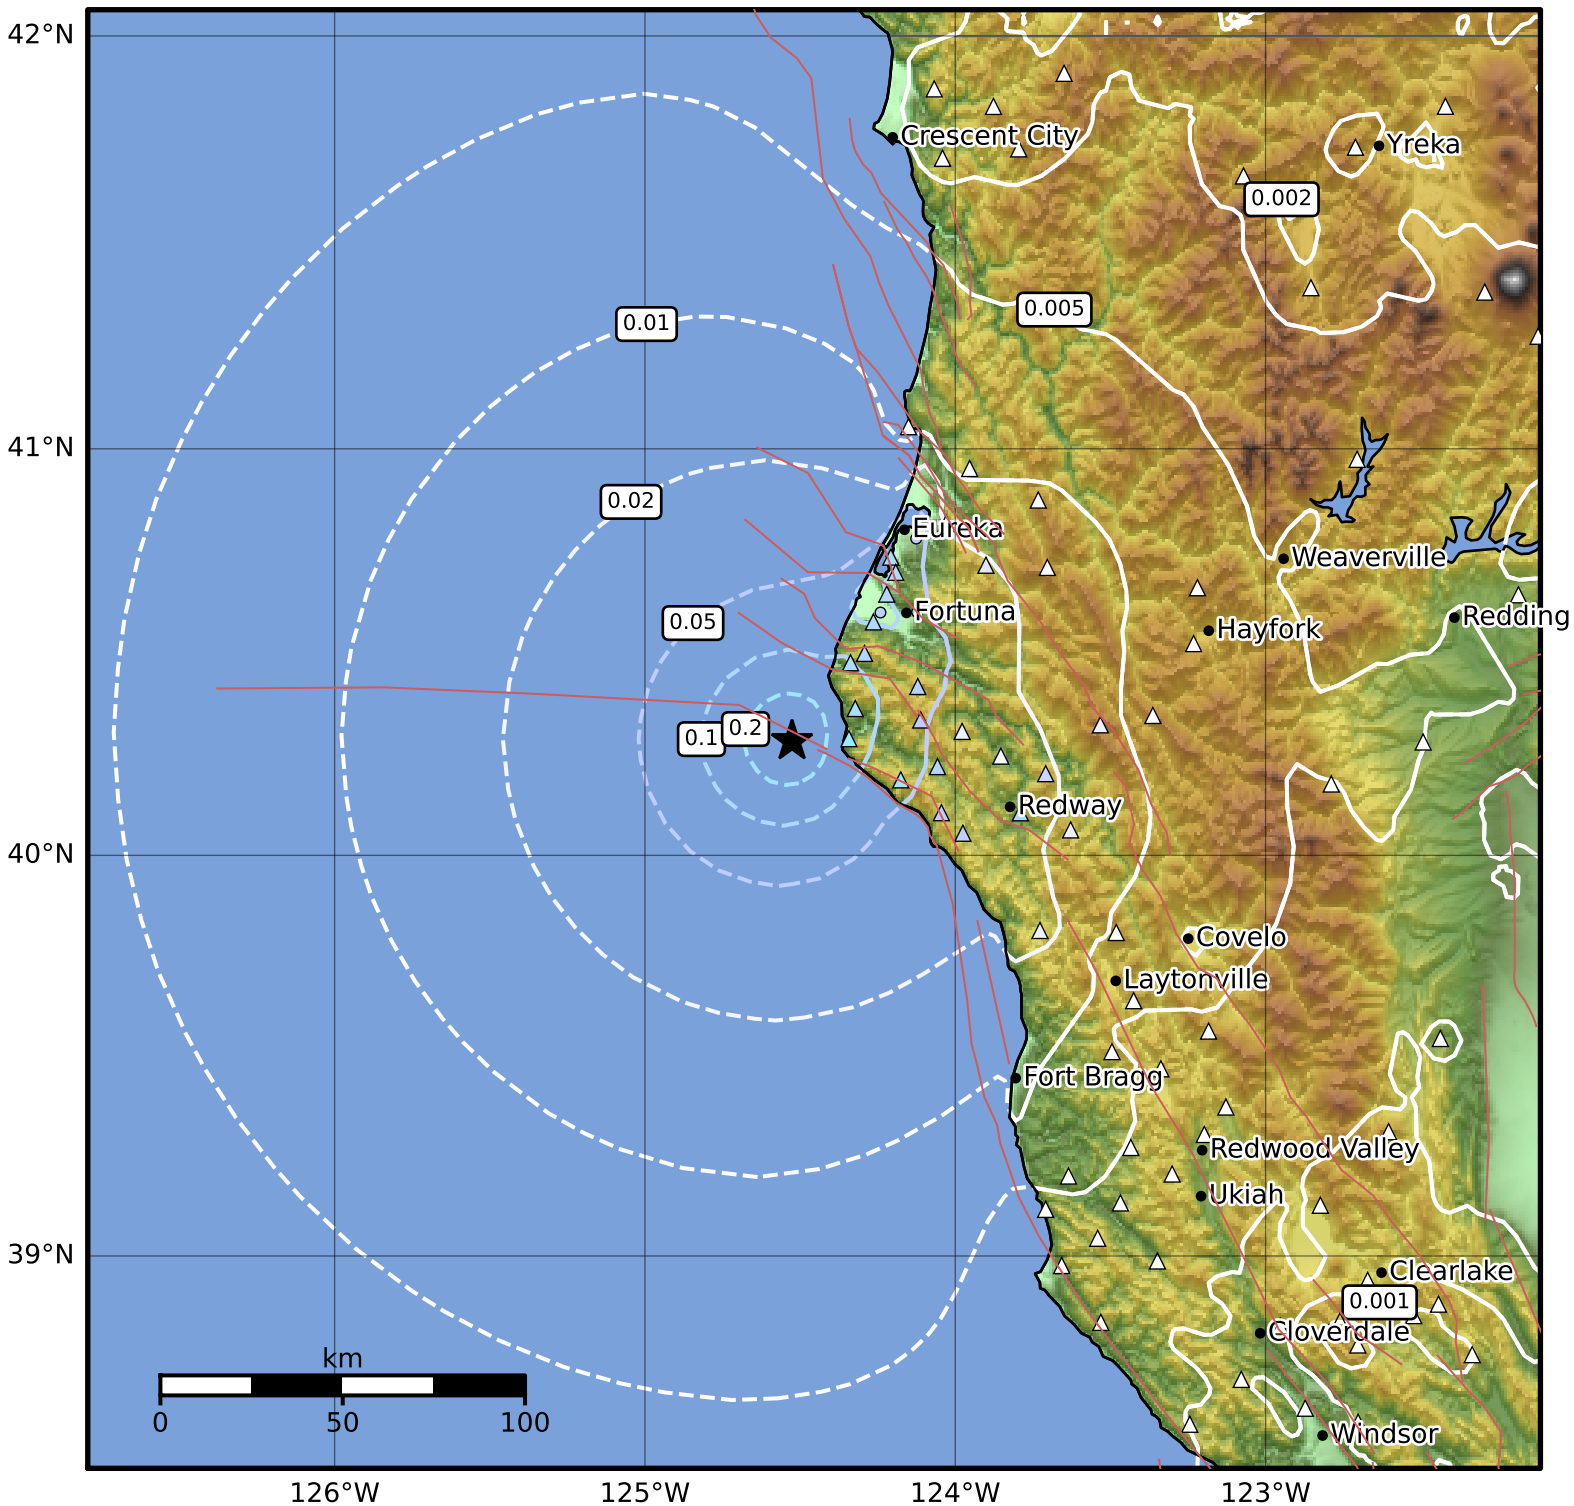 42°N
Crescent City
Yreka
0.002
0.005
0.01
41°N
0.02
Eureka
Weaverville
Fortuna
Redding
0.05
Hayfork
0.1
0.2
Redway
40°N
Covelo
Laytonville
Fort Bragg
Redwood Valley
Ukiah
39°N
Clearlake
0.001
Cloverdale
km
0 50 100
Windsor
126°W 125°W 124°W 123°W